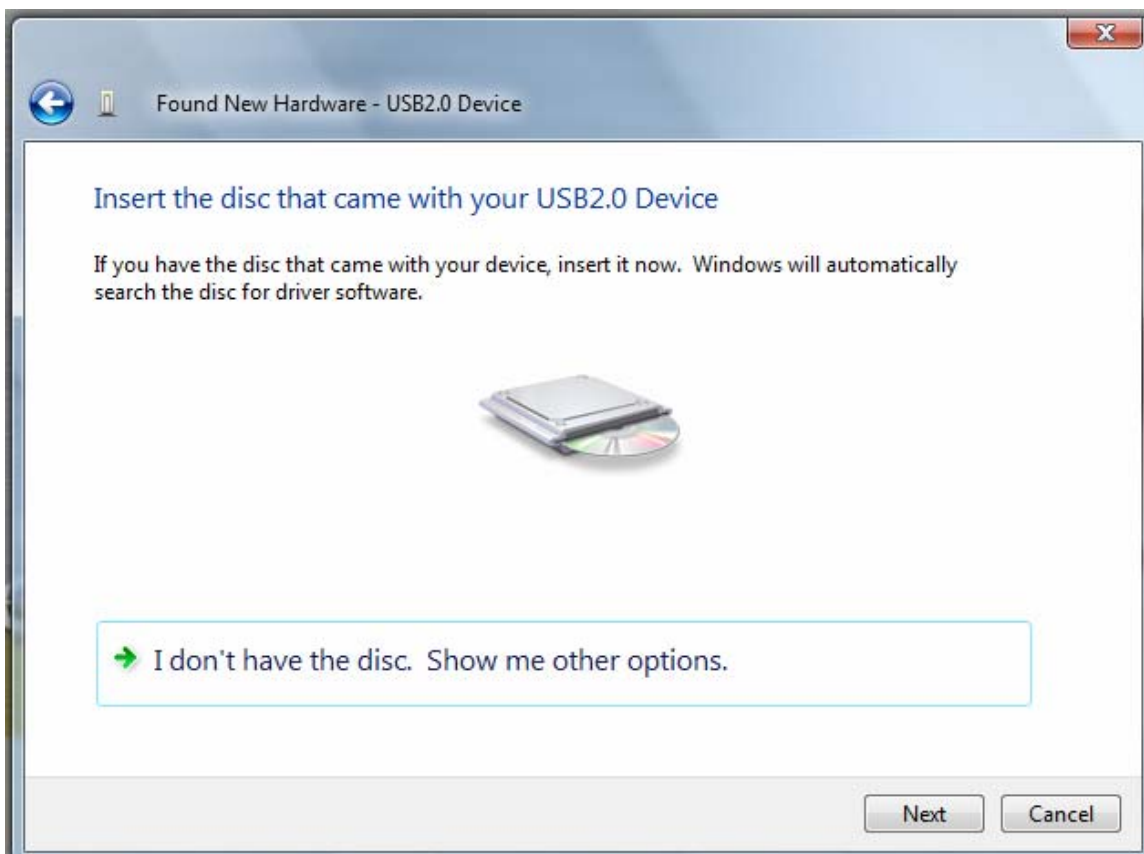 Found New Hardware - USB2.0 Device
Insert the disc that came with your USB2.0 Device
If you have the disc that came with your device, insert it now.  Windows will automatically
search the disc for driver software.
I don't have the disc.  Show me other options.
Next
Cancel